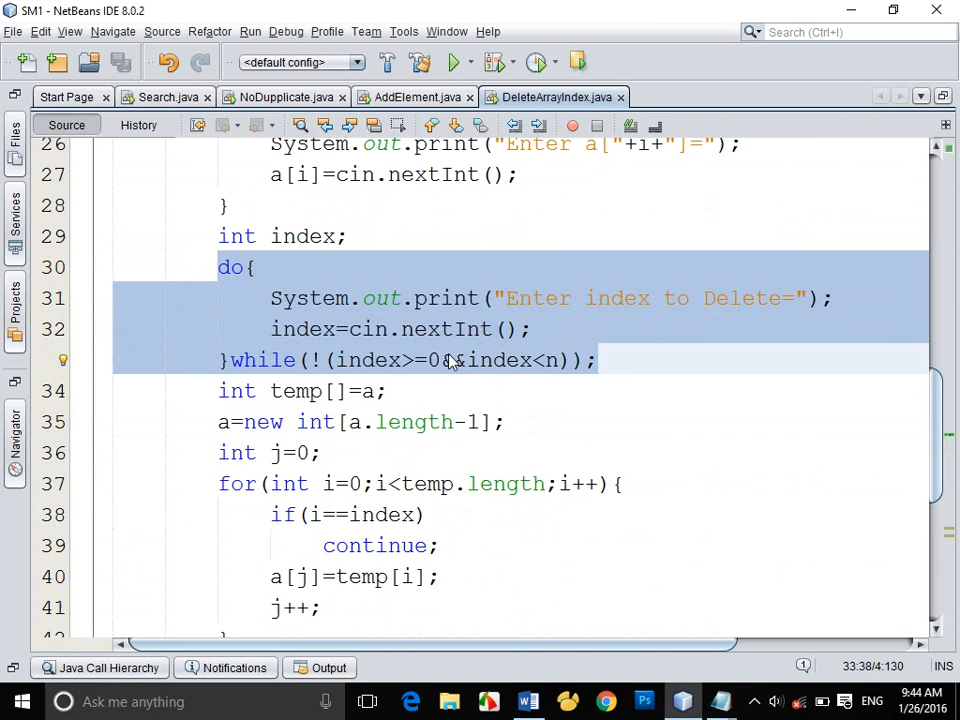 SM1 - NetBeans IDE 8.0.2
File Edit View Navigate Source Refactor Run Debug Profile Team Tools Window Help
Search (Ctrl+I)
<default config>
Start Page Search.java NoDupplicate.java AddElement.java DeleteArrayIndex.java
Source History
Files
Services
Projects
Navigator
26 System.out.print("Enter a["+i+"]=");
27 a[i]=cin.nextInt();
28 }
29 int index;
30 do{
31 System.out.print("Enter index to Delete=");
32 index=cin.nextInt();
}while(!(index>=0&&index<n));
34 int temp[]=a;
35 a=new int[a.length-1];
36 int j=0;
37 for(int i=0;i<temp.length;i++){
38 if(i==index)
39 continue;
40 a[j]=temp[i];
41 j++;
42 }
Java Call Hierarchy Notifications Output
1 33:38/4:130 INS
Ask me anything
ENG
9:44 AM
1/26/2016